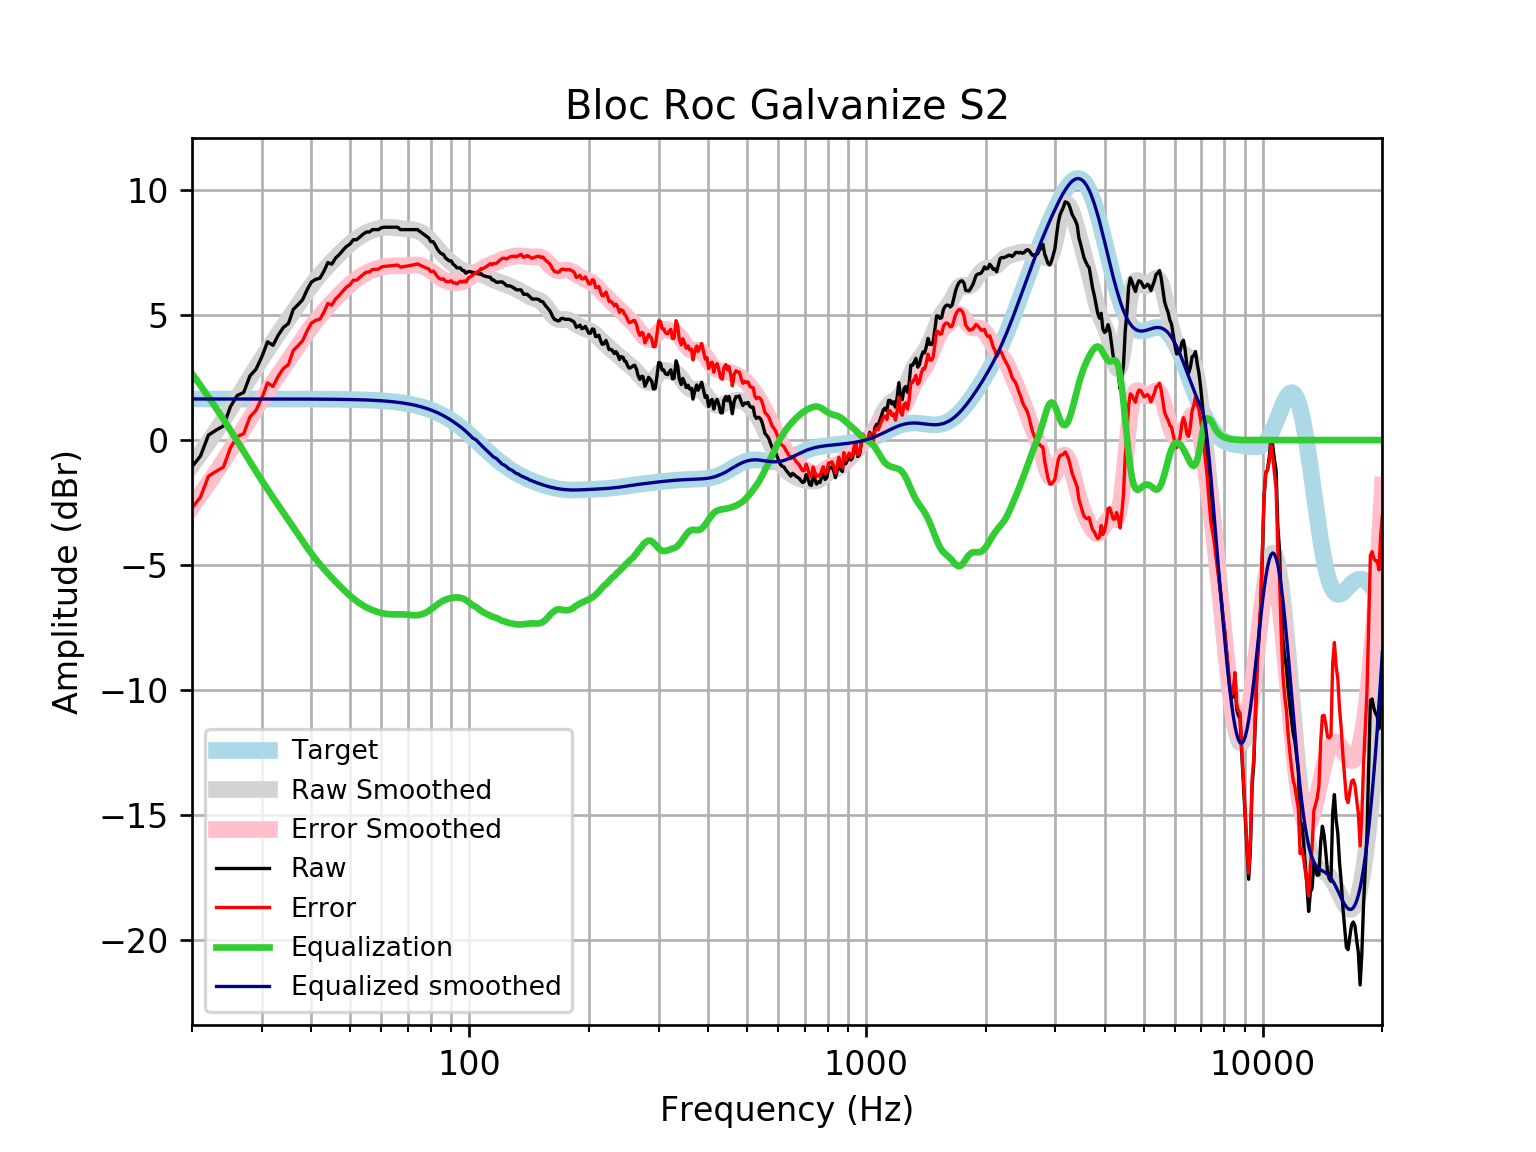 Bloc Roc Galvanize S2
Amplitude (dBr)
10
5
0
−5
−10
−15
−20
Target
Raw Smoothed
Error Smoothed
Raw
Error
Equalization
Equalized smoothed
100
1000
10000
Frequency (Hz)